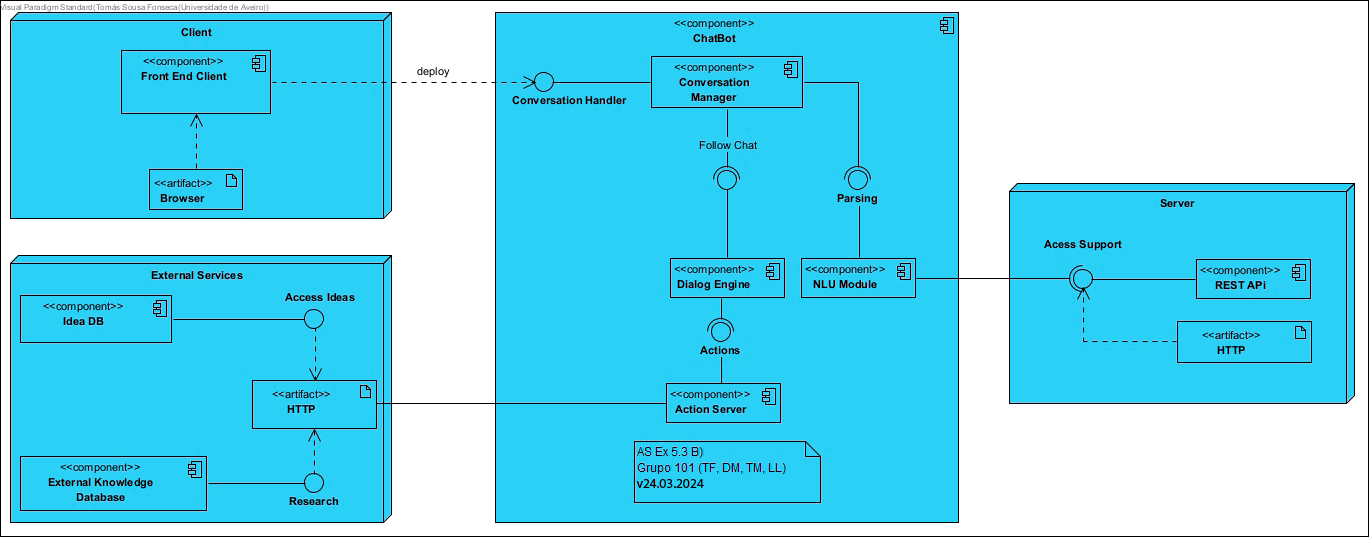 Visual Paradigm Standard(Tomás Sousa Fonseca(Universidade de Aveiro))
Client
<<component>>
Front End Client
<<artifact>>
Browser
deploy
External Services
<<component>>
Idea DB
Access Ideas
<<artifact>>
HTTP
<<component>>
External Knowledge
Database
Research
<<component>>
ChatBot
Conversation Handler
<<component>>
Conversation
Manager
Follow Chat
Parsing
<<component>>
Dialog Engine
<<component>>
NLU Module
Actions
<<component>>
Action Server
AS Ex 5.3 B)
Grupo 101 (TF, DM, TM, LL)
v24.03.2024
Server
Acess Support
<<component>>
REST APi
<<artifact>>
HTTP